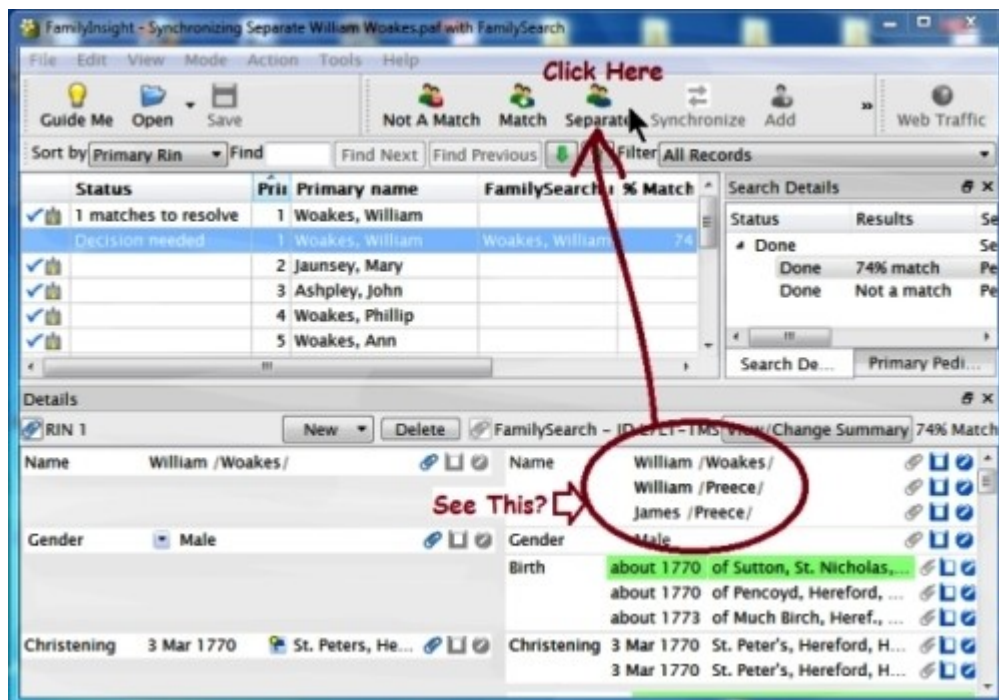 FamilyInsight - Synchronizing Separate William Woakes.paf with FamilySearch
File Edit View Mode Action Tools Help
Click Here
Guide Me Open Save Not A Match Match Separate Synchronize Add » Web Traffic
Sort by Primary Rin Find Find Next Find Previous Filter All Records
Status Primary name FamilySearch % Match
1 matches to resolve 1 Woakes, William
Decision needed 1 Woakes, William Woakes, William 74
2 Jaunsey, Mary
3 Ashpley, John
4 Woakes, Phillip
5 Woakes, Ann
Search Details
Status Results Se
Done Se
Done 74% match Pe
Done Not a match Pe
Search De... Primary Pedi...
Details
RIN 1 New Delete FamilySearch - View/Change Summary 74% Match
Name William /Woakes/ Name William /Woakes/
William /Preece/
See This? James /Preece/
Gender Male Gender Male
Birth about 1770 of Sutton, St. Nicholas,...
about 1770 of Pencoyd, Hereford, ...
about 1773 of Much Birch, Heref., ...
Christening 3 Mar 1770 St. Peters, He... Christening 3 Mar 1770 St. Peter's, Hereford, H...
3 Mar 1770 St. Peter's, Hereford, H...